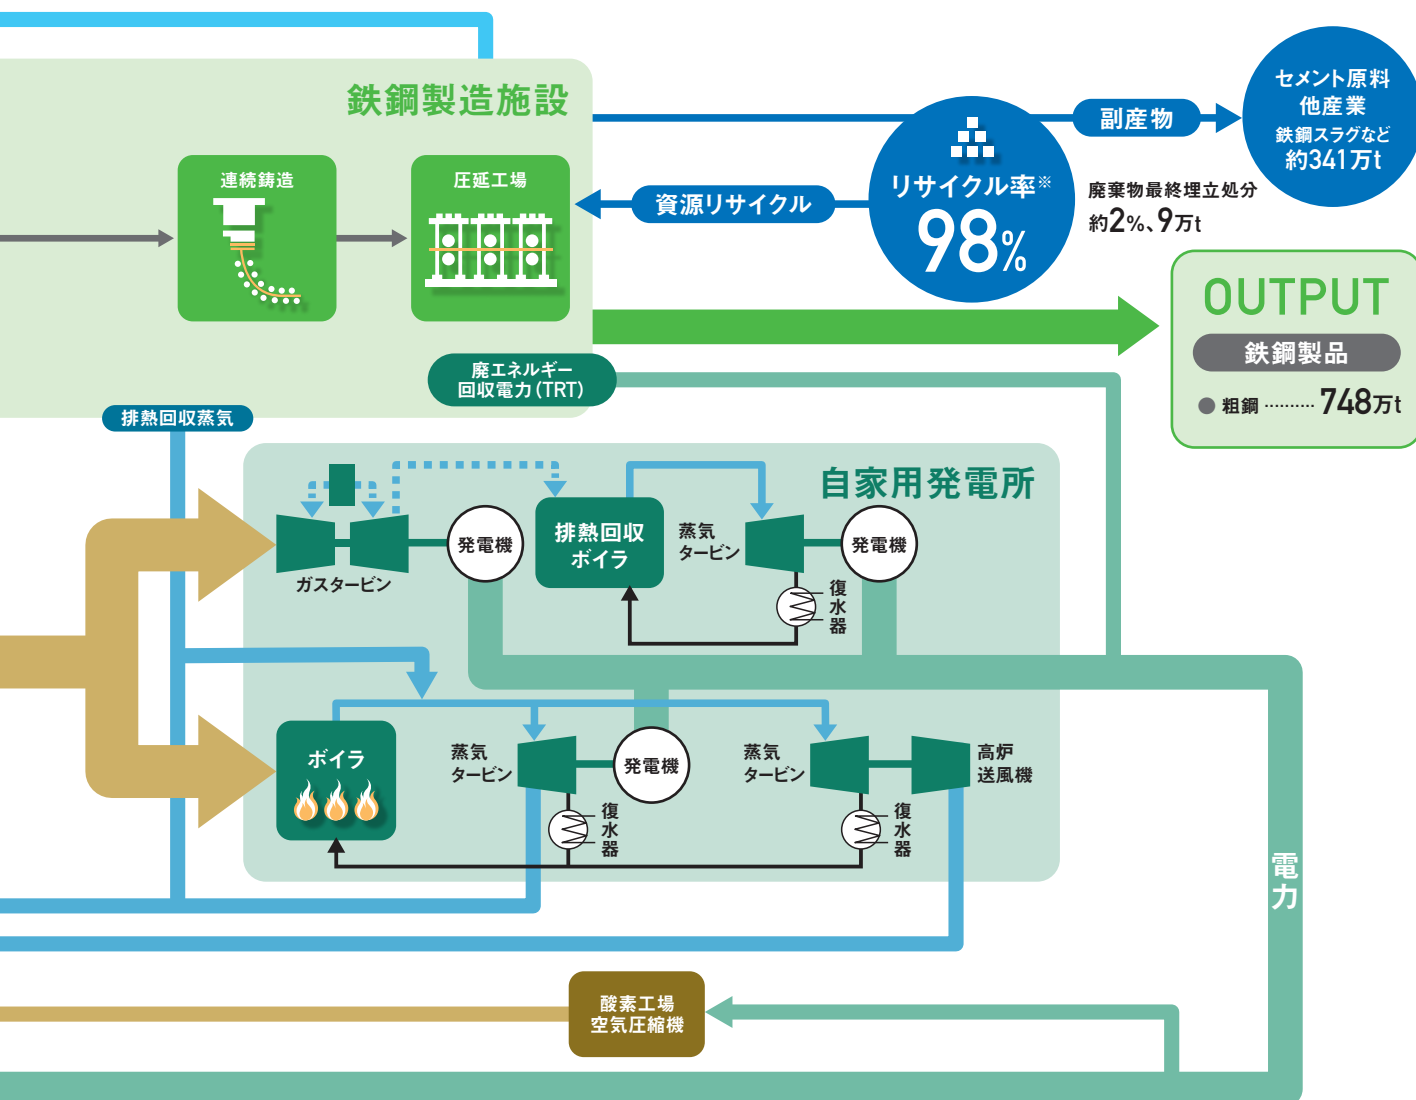 鉄鋼製造施設
連続鋳造
圧延工場
副産物
セメント原料
他産業
鉄鋼スラグなど
約341万t
リサイクル率※
98%
資源リサイクル
廃棄物最終埋立処分
約2%、9万t
OUTPUT
鉄鋼製品
● 粗鋼 ·········· 748万t
廃エネルギー
回収電力(TRT)
排熱回収蒸気
自家用発電所
ガスタービン
発電機
排熱回収
ボイラ
蒸気
タービン
発電機
復水器
ボイラ
蒸気
タービン
発電機
復水器
蒸気
タービン
高炉
送風機
復水器
電力
酸素工場
空気圧縮機